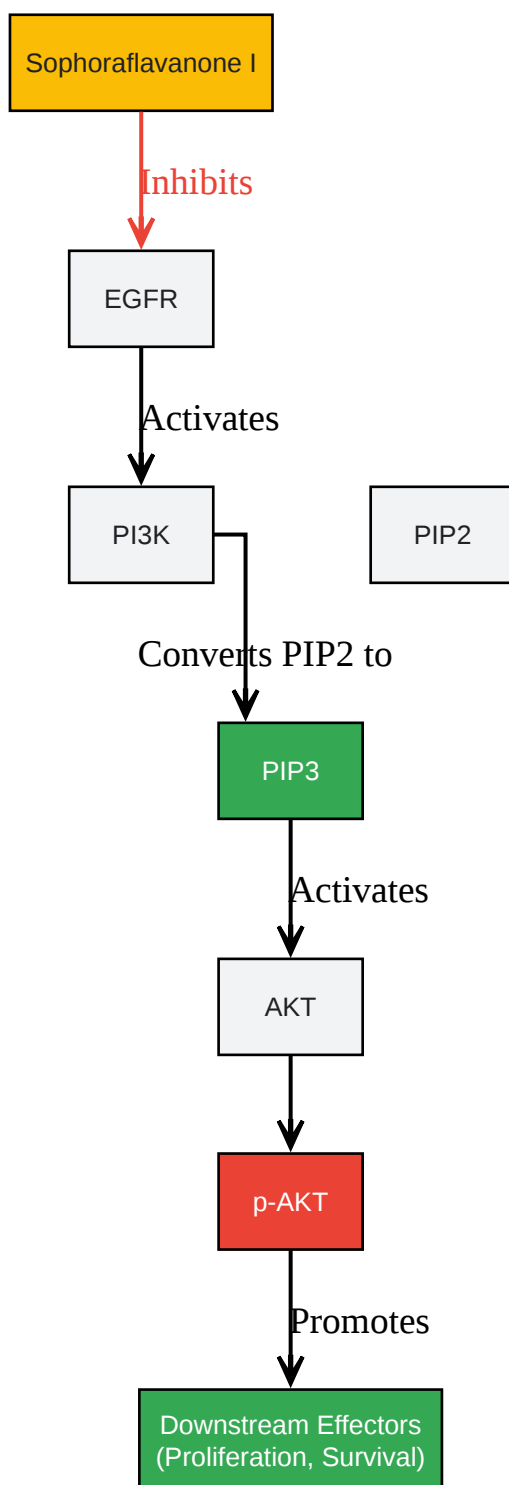 Sophoraflavanone I
Inhibits
EGFR
Activates
PI3K
PIP2
Converts PIP2 to
PIP3
Activates
AKT
p-AKT
Promotes
Downstream Effectors
(Proliferation, Survival)